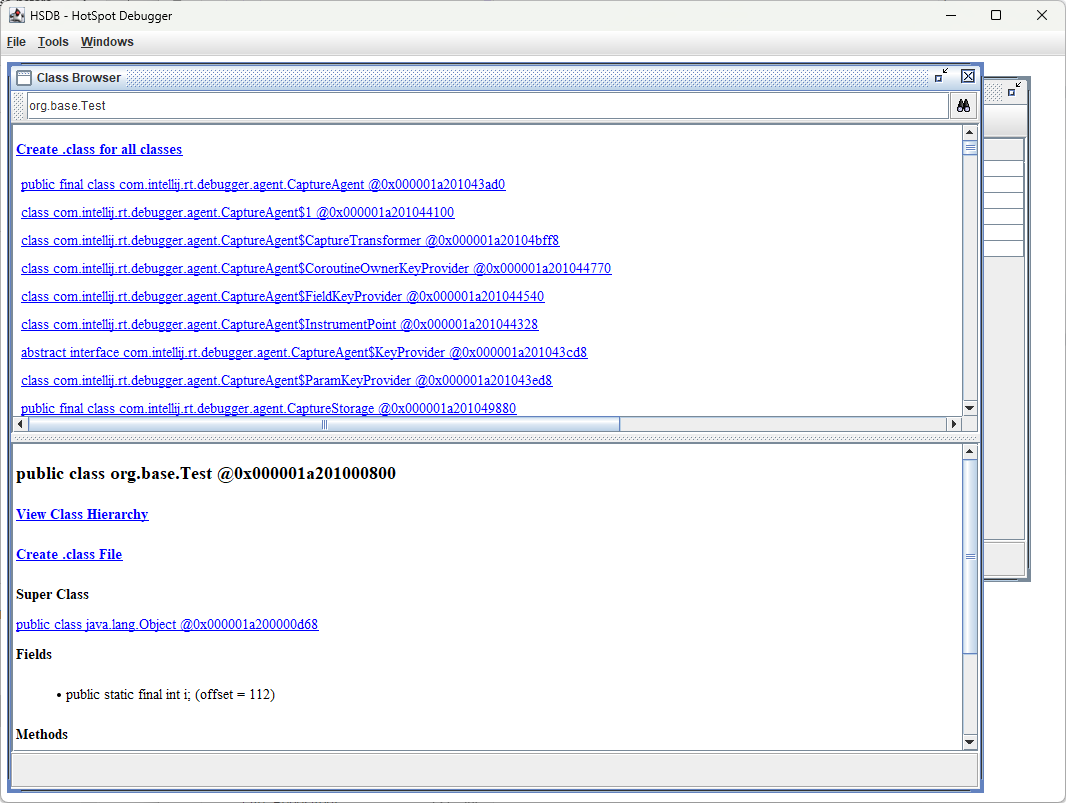 HSDB - HotSpot Debugger
File Tools Windows
Class Browser
org.base.Test
Create .class for all classes
public final class com.intellij.rt.debugger.agent.CaptureAgent @0x000001a201043ad0
class com.intellij.rt.debugger.agent.CaptureAgent$1 @0x000001a201044100
class com.intellij.rt.debugger.agent.CaptureAgent$CaptureTransformer @0x000001a20104bff8
class com.intellij.rt.debugger.agent.CaptureAgent$CoroutineOwnerKeyProvider @0x000001a201044770
class com.intellij.rt.debugger.agent.CaptureAgent$FieldKeyProvider @0x000001a201044540
class com.intellij.rt.debugger.agent.CaptureAgent$InstrumentPoint @0x000001a201044328
abstract interface com.intellij.rt.debugger.agent.CaptureAgent$KeyProvider @0x000001a201043cd8
class com.intellij.rt.debugger.agent.CaptureAgent$ParamKeyProvider @0x000001a201043ed8
public final class com.intellij.rt.debugger.agent.CaptureStorage @0x000001a201049880
public class org.base.Test @0x000001a201000800
View Class Hierarchy
Create .class File
Super Class
public class java.lang.Object @0x000001a200000d68
Fields
• public static final int i; (offset = 112)
Methods